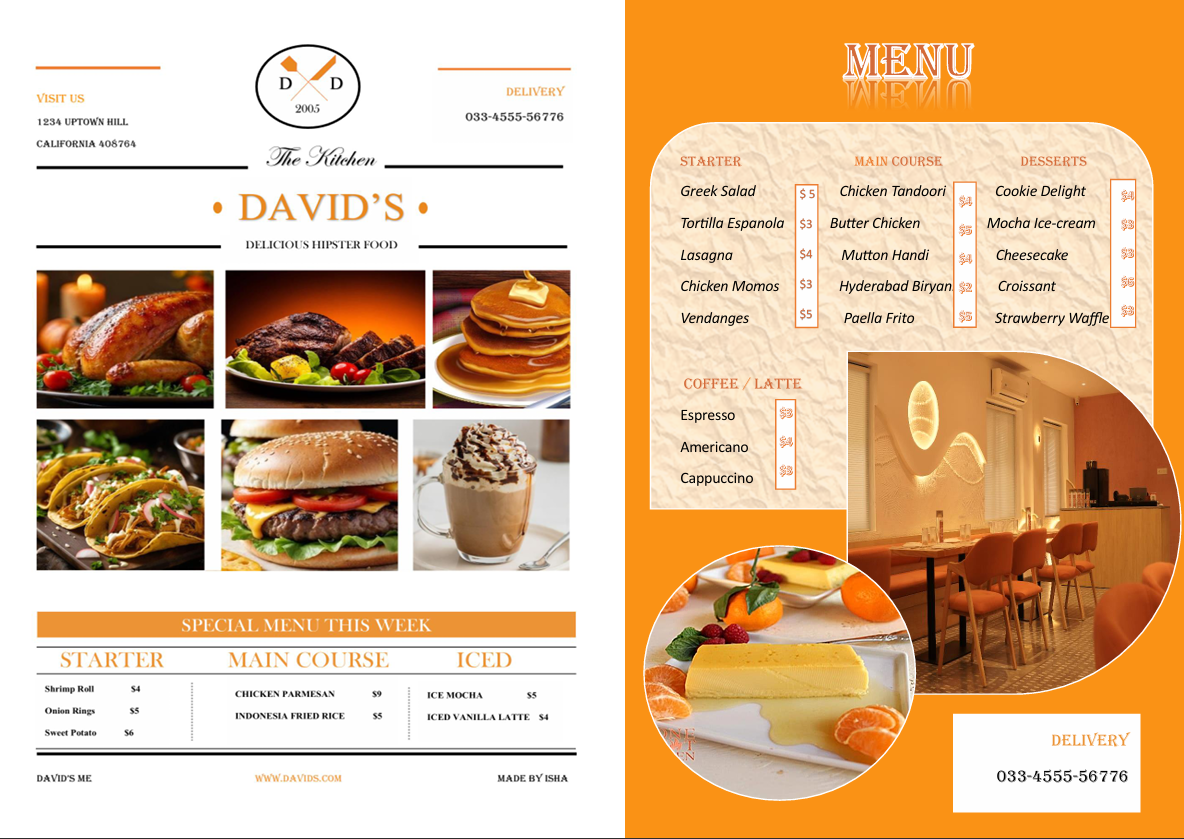 VISIT US
1234 UPTOWN HILL
CALIFORNIA 408764
D D
2005
The Kitchen
DELIVERY
033-4555-56776
• DAVID'S •
DELICIOUS HIPSTER FOOD
SPECIAL MENU THIS WEEK
STARTER
Shrimp Roll $4
Onion Rings $5
Sweet Potato $6
MAIN COURSE
CHICKEN PARMESAN $9
INDONESIA FRIED RICE $5
ICED
ICE MOCHA $5
ICED VANILLA LATTE $4
DAVID'S ME
WWW.DAVIDS.COM
MADE BY ISHA
MENU
STARTER
Greek Salad $ 5
Tortilla Espanola $3
Lasagna $4
Chicken Momos $3
Vendanges $5
MAIN COURSE
Chicken Tandoori $4
Butter Chicken $5
Mutton Handi $4
Hyderabad Biryan $2
Paella Frito $5
DESSERTS
Cookie Delight $4
Mocha Ice-cream $3
Cheesecake $3
Croissant $6
Strawberry Waffle $3
COFFEE / LATTE
Espresso $3
Americano $4
Cappuccino $3
DELIVERY
033-4555-56776